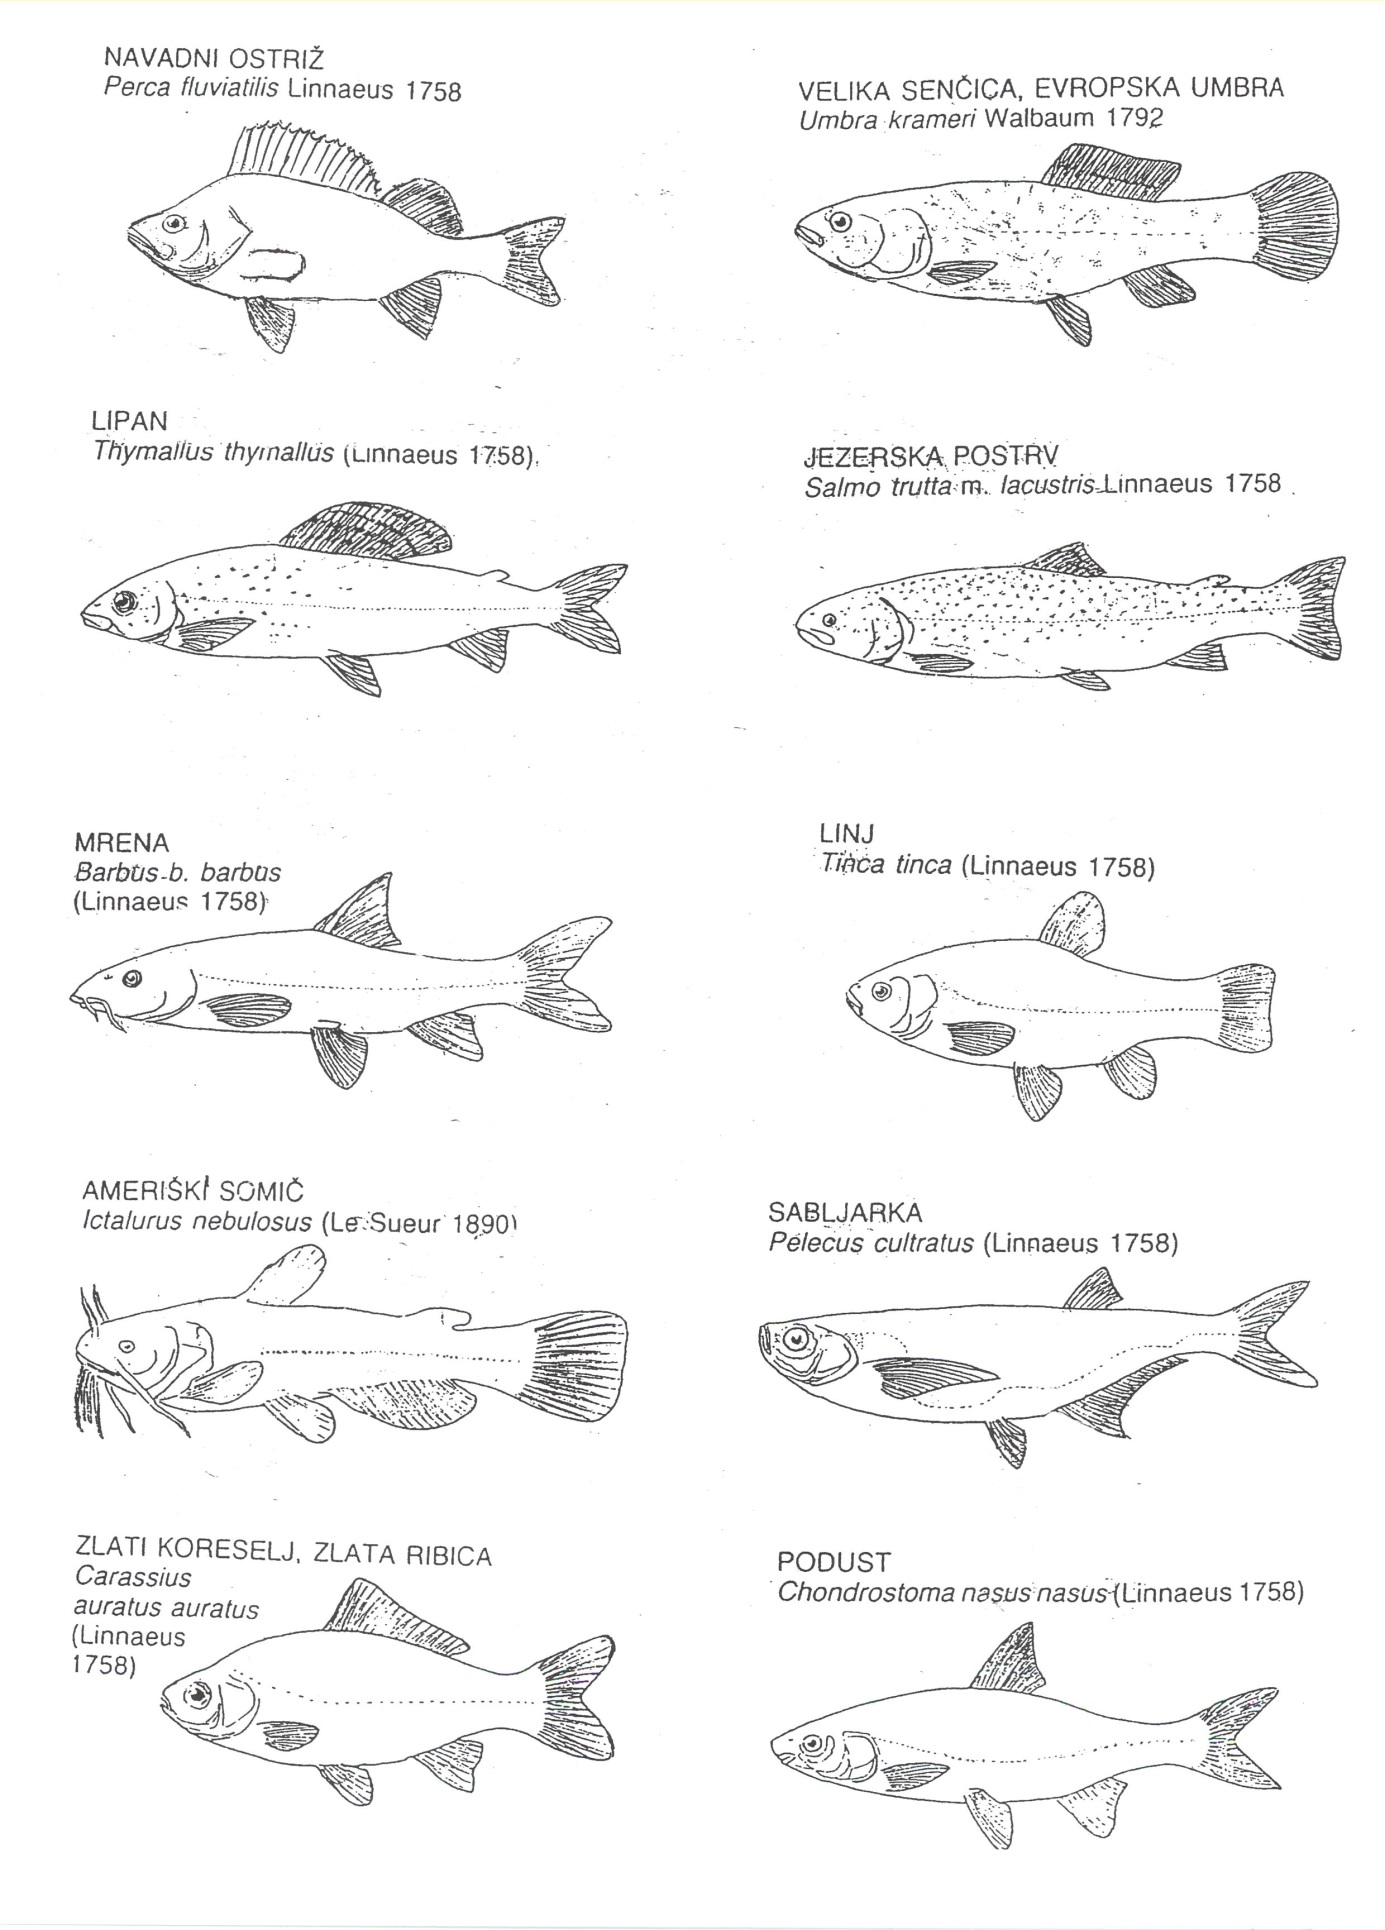 NAVADNI OSTRIŽ
Perca fluviatilis Linnaeus 1758
VELIKA SENČICA, EVROPSKA UMBRA
Umbra krameri Walbaum 1792
LIPAN
Thymallus thymallus (Linnaeus 1758)
JEZERSKA POSTRV
Salmo trutta m. lacustris Linnaeus 1758
MRENA
Barbus b. barbus
(Linnaeus 1758)
LINJ
Tinca tinca (Linnaeus 1758)
AMERIŠKI SOMIČ
Ictalurus nebulosus (Le Sueur 1890)
SABLJARKA
Pelecus cultratus (Linnaeus 1758)
ZLATI KORESELJ, ZLATA RIBICA
Carassius
auratus auratus
(Linnaeus
1758)
PODUST
Chondrostoma nasus nasus (Linnaeus 1758)